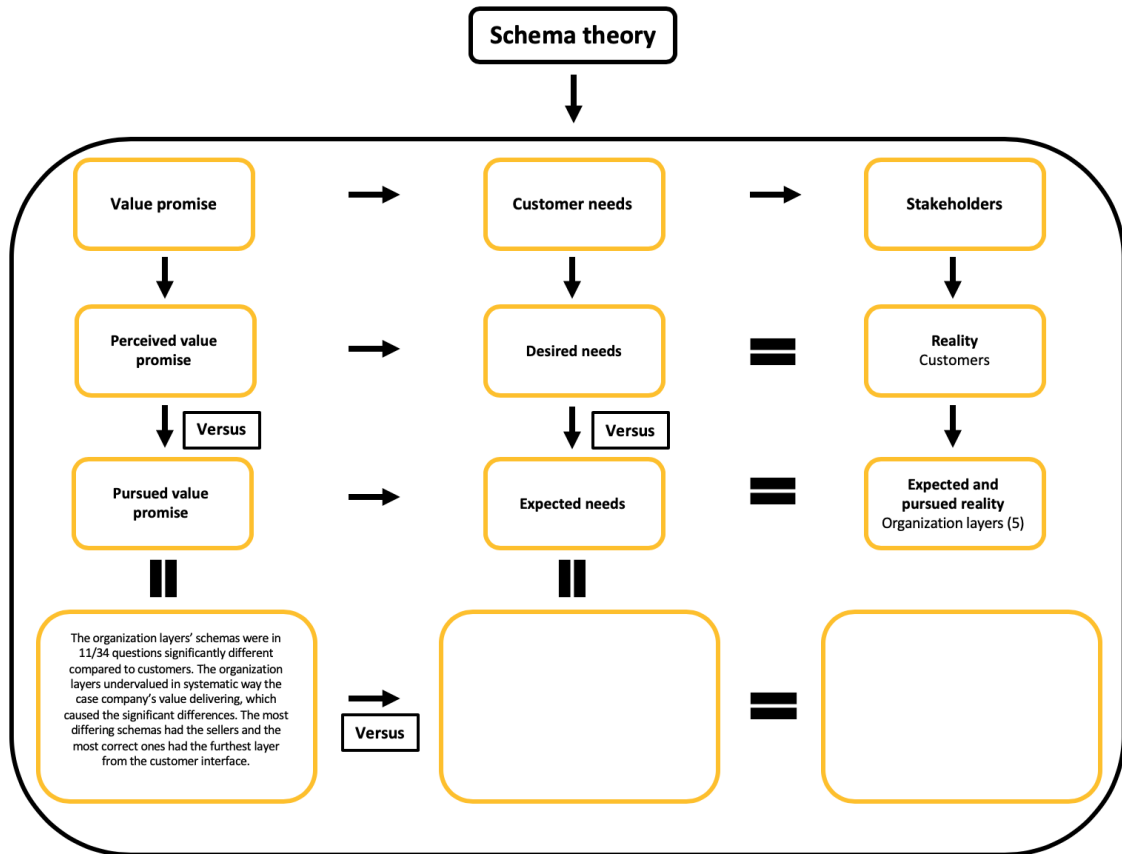 Schema theory
Value promise
Customer needs
Stakeholders
Perceived value
promise
Desired needs
Reality
Customers
Versus
Versus
Pursued value
promise
Expected needs
Expected and
pursued reality
Organization layers (5)
The organization layers’ schemas were in
11/34 questions significantly different
compared to customers. The organization
layers undervalued in systematic way the
case company’s value delivering, which
caused the significant differences. The most
differing schemas had the sellers and the
most correct ones had the furthest layer
from the customer interface.
Versus